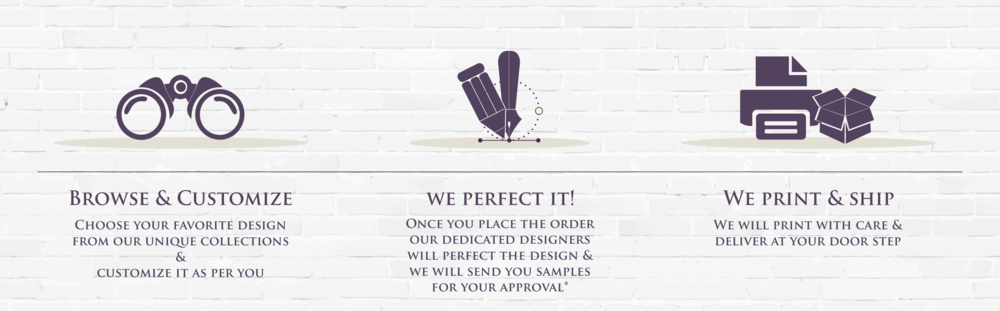 Browse & Customize
Choose your favorite design
from our unique collections
&
customize it as per you
we perfect it!
Once you place the order
our dedicated designers
will perfect the design &
we will send you samples
for your approval*
We print & ship
We will print with care &
deliver at your door step